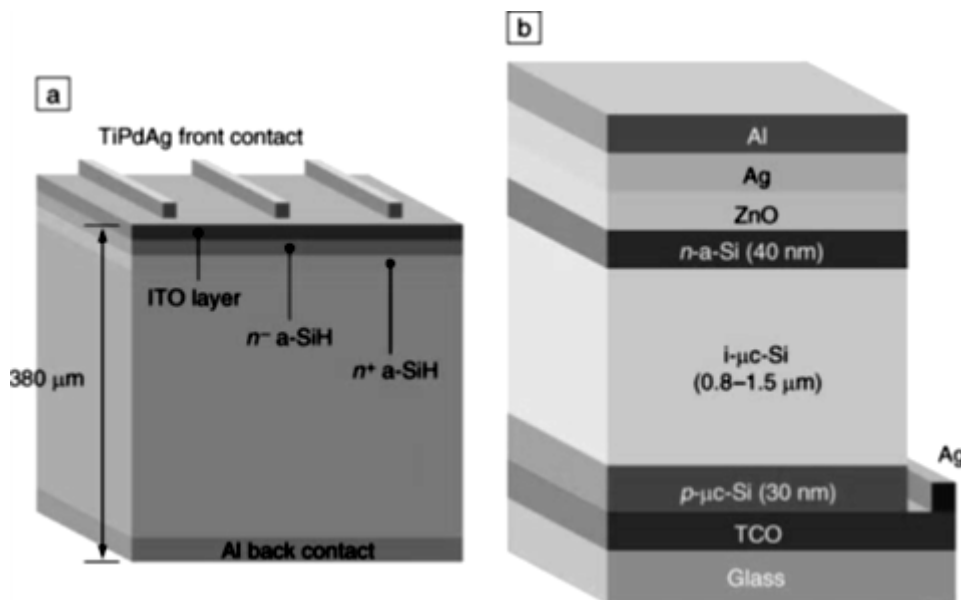 a
TiPdAg front contact
ITO layer
n– a-SiH
n+ a-SiH
380 μm
Al back contact
b
Al
Ag
ZnO
n-a-Si (40 nm)
i-μc-Si
(0.8–1.5 μm)
Ag
p-μc-Si (30 nm)
TCO
Glass